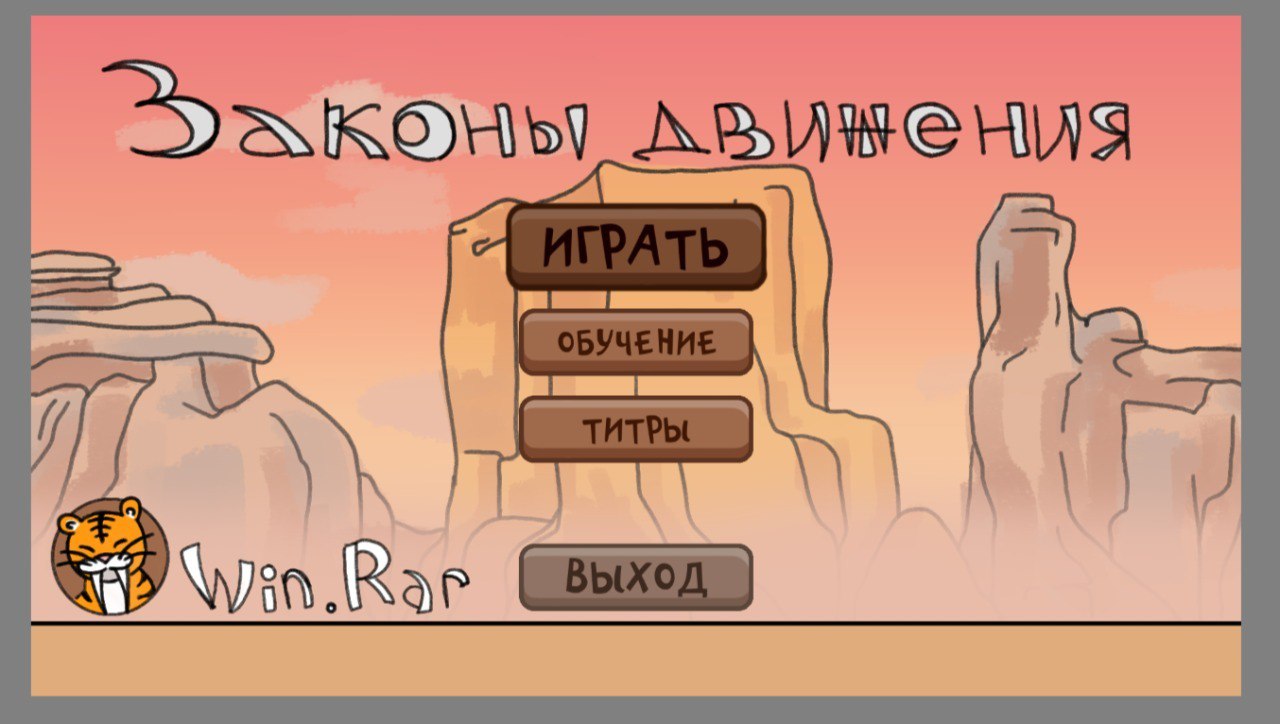 Законы движения
ИГРАТЬ
ОБУЧЕНИЕ
ТИТРЫ
Win.Rar
ВЫХОД